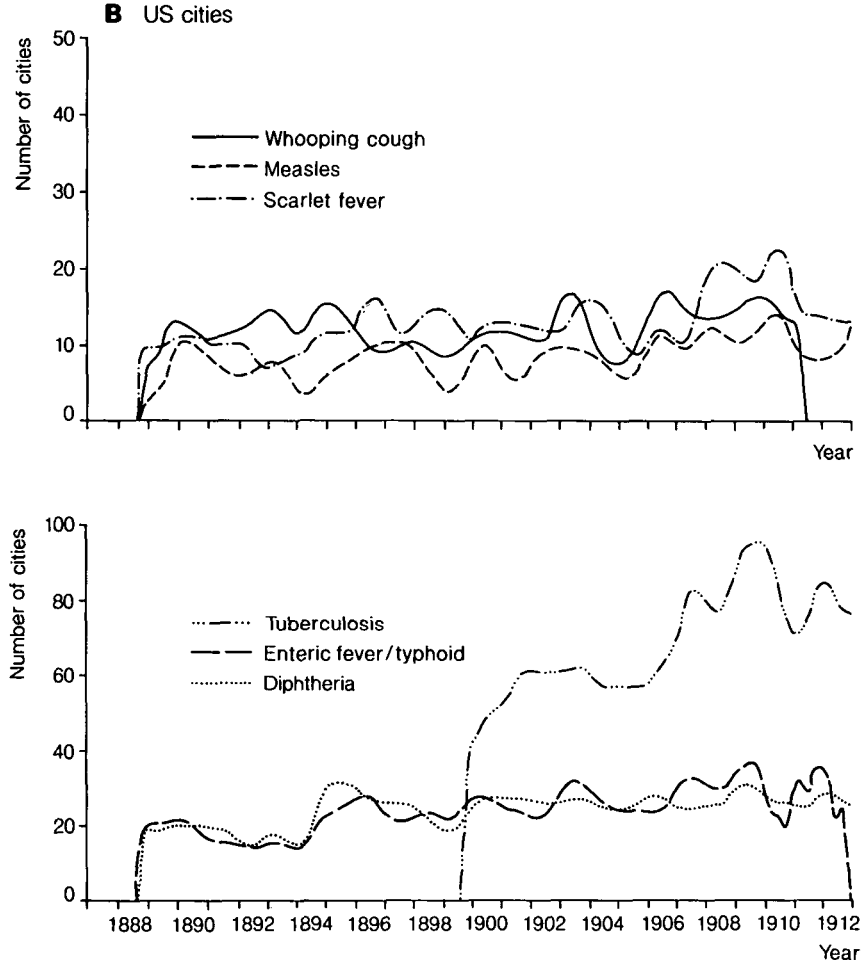 B US cities
Number of cities
50
40
30
20
10
0
Whooping cough
Measles
Scarlet fever
Year
Number of cities
100
80
60
40
20
0
Tuberculosis
Enteric fever/typhoid
Diphtheria
1888 1890 1892 1894 1896 1898 1900 1902 1904 1906 1908 1910 1912
Year